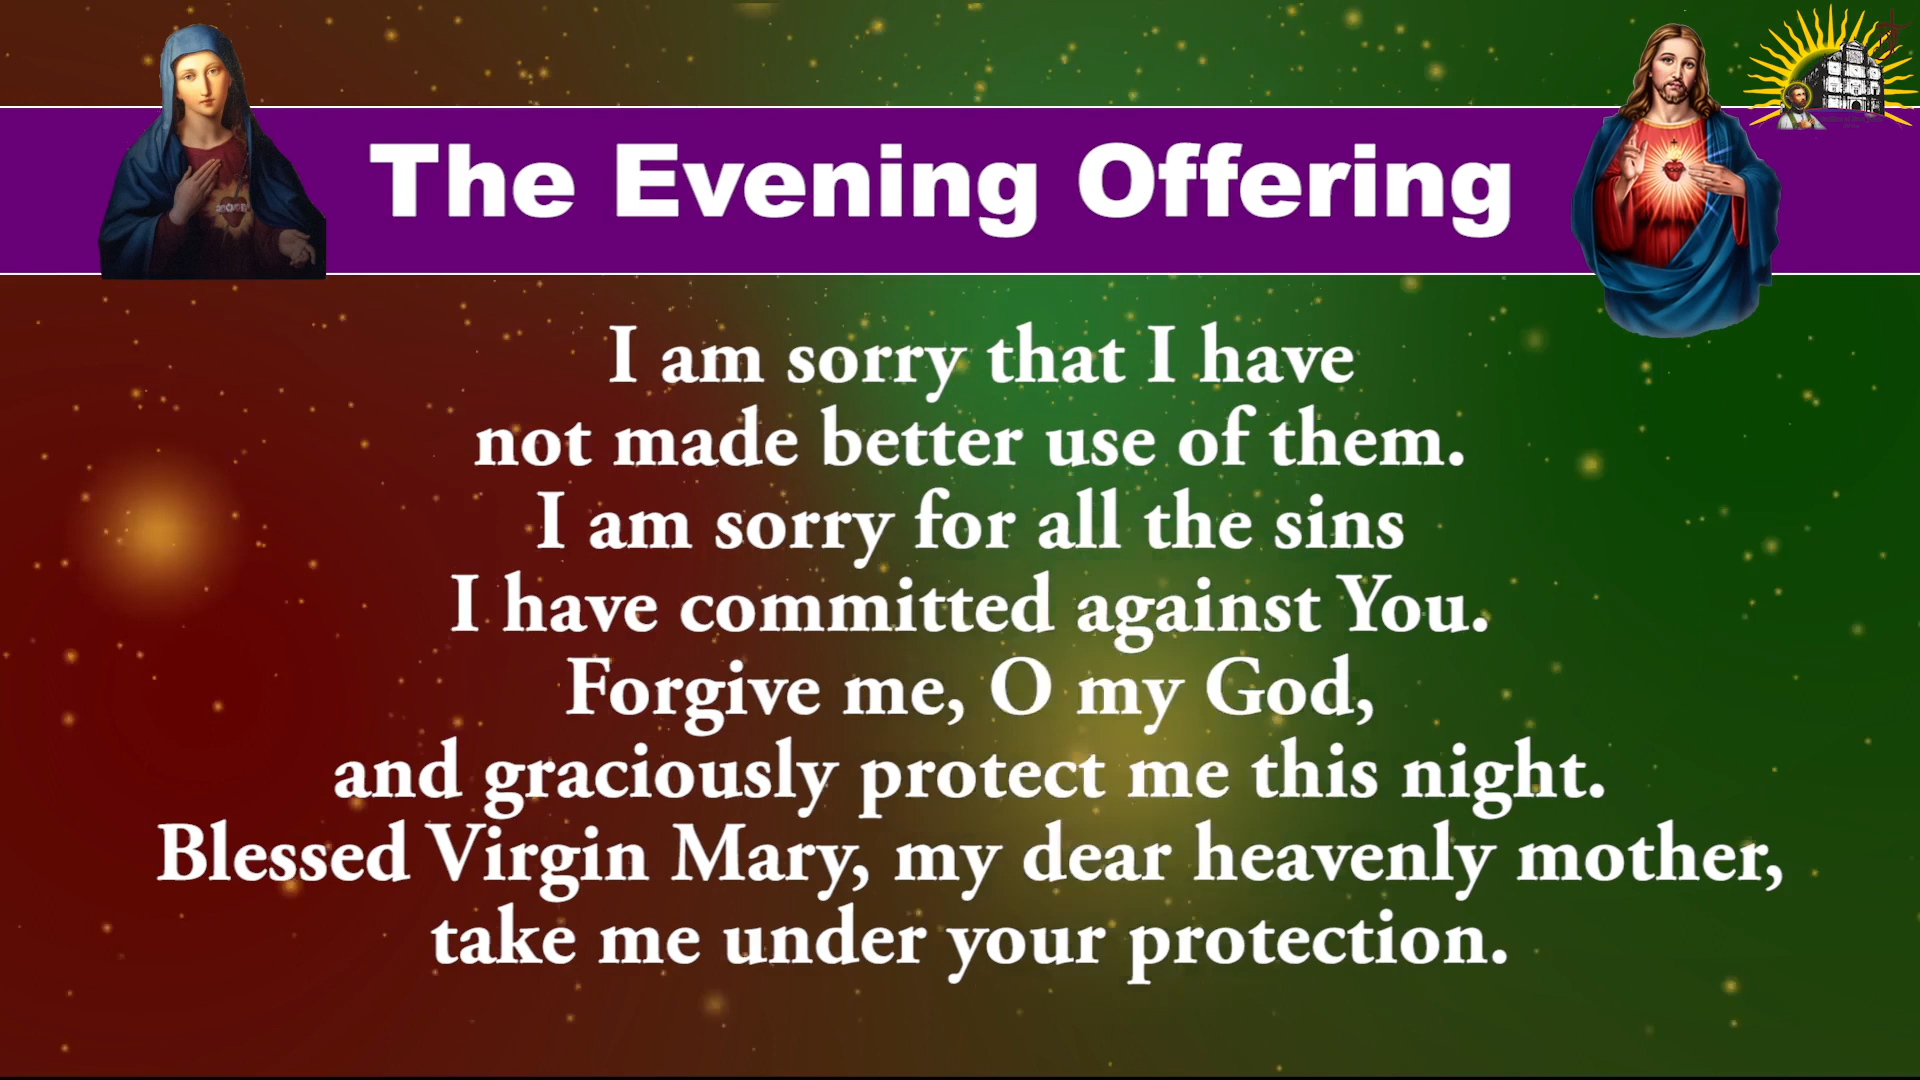 The Evening Offering
I am sorry that I have
not made better use of them.
I am sorry for all the sins
I have committed against You.
Forgive me, O my God,
and graciously protect me this night.
Blessed Virgin Mary, my dear heavenly mother,
take me under your protection.